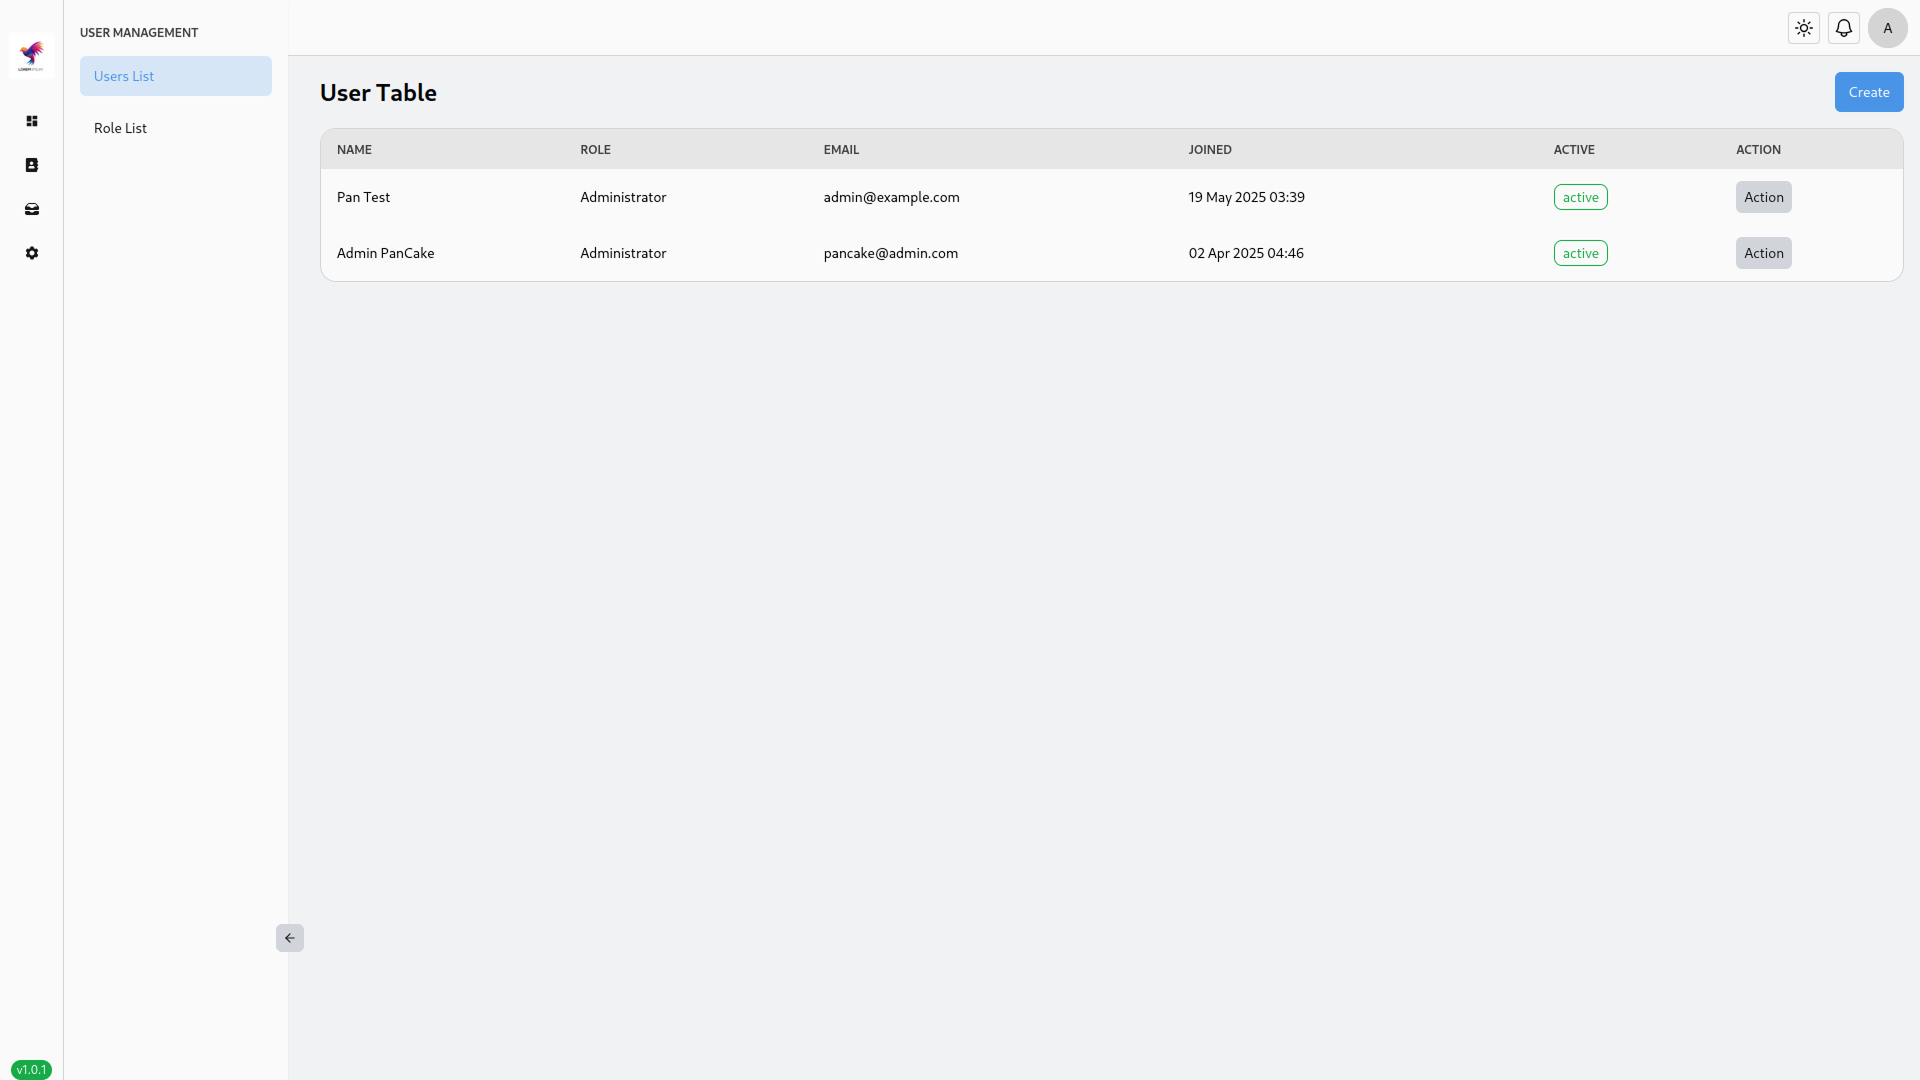 USER MANAGEMENT
Users List
Role List
v1.0.1
A
User Table
Create
NAME ROLE EMAIL JOINED ACTIVE ACTION
Pan Test Administrator admin@example.com 19 May 2025 03:39 active Action
Admin PanCake Administrator pancake@admin.com 02 Apr 2025 04:46 active Action